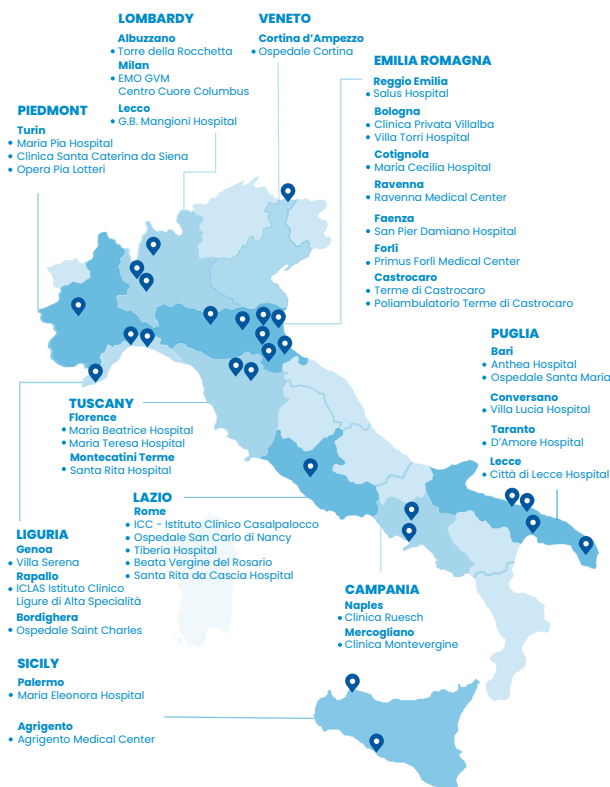 LOMBARDY
Albuzzano
Torre della Rocchetta
Milan
EMO GVM
Centro Cuore Columbus
Lecco
G.B. Mangioni Hospital
VENETO
Cortina d'Ampezzo
Ospedale Cortina
EMILIA ROMAGNA
Reggio Emilia
Salus Hospital
Bologna
Clinica Privata Villalba
Villa Torri Hospital
Cotignola
Maria Cecilia Hospital
Ravenna
Ravenna Medical Center
Faenza
San Pier Damiano Hospital
Forlì
Primus Forlì Medical Center
Castrocaro
Terme di Castrocaro
Poliambulatorio Terme di Castrocaro
PIEDMONT
Turin
Maria Pia Hospital
Clinica Santa Caterina da Siena
Opera Pia Lotteri
PUGLIA
Bari
Anthea Hospital
Ospedale Santa Maria
Conversano
Villa Lucia Hospital
Taranto
D'Amore Hospital
Lecce
Città di Lecce Hospital
TUSCANY
Florence
Maria Beatrice Hospital
Maria Teresa Hospital
Montecatini Terme
Santa Rita Hospital
LAZIO
Rome
ICC - Istituto Clinico Casalpalocco
Ospedale San Carlo di Nancy
Tiberia Hospital
Beata Vergine del Rosario
Santa Rita da Cascia Hospital
LIGURIA
Genoa
Villa Serena
Rapallo
ICLAS Istituto Clinico
Ligure di Alta Specialità
Bordighera
Ospedale Saint Charles
CAMPANIA
Naples
Clinica Ruesch
Mercogliano
Clinica Montevergine
SICILY
Palermo
Maria Eleonora Hospital
Agrigento
Agrigento Medical Center